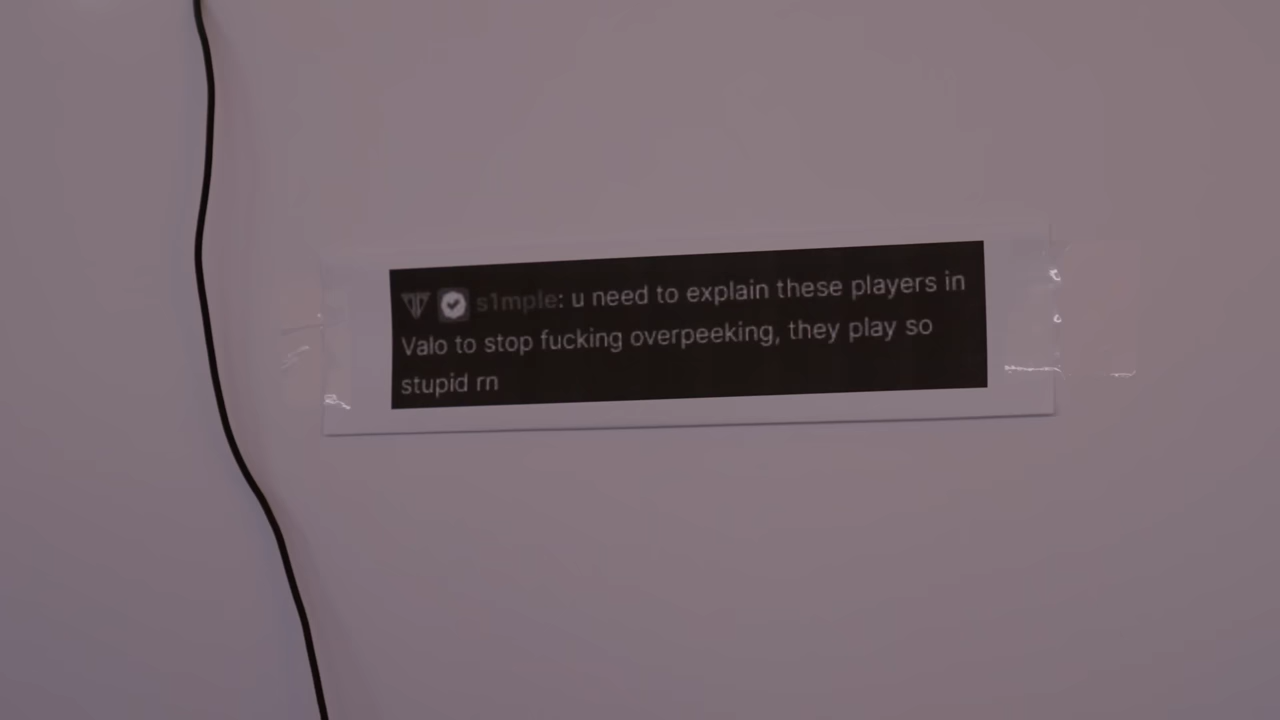 s1mple: u need to explain these players in
Valo to stop fucking overpeeking, they play so
stupid rn